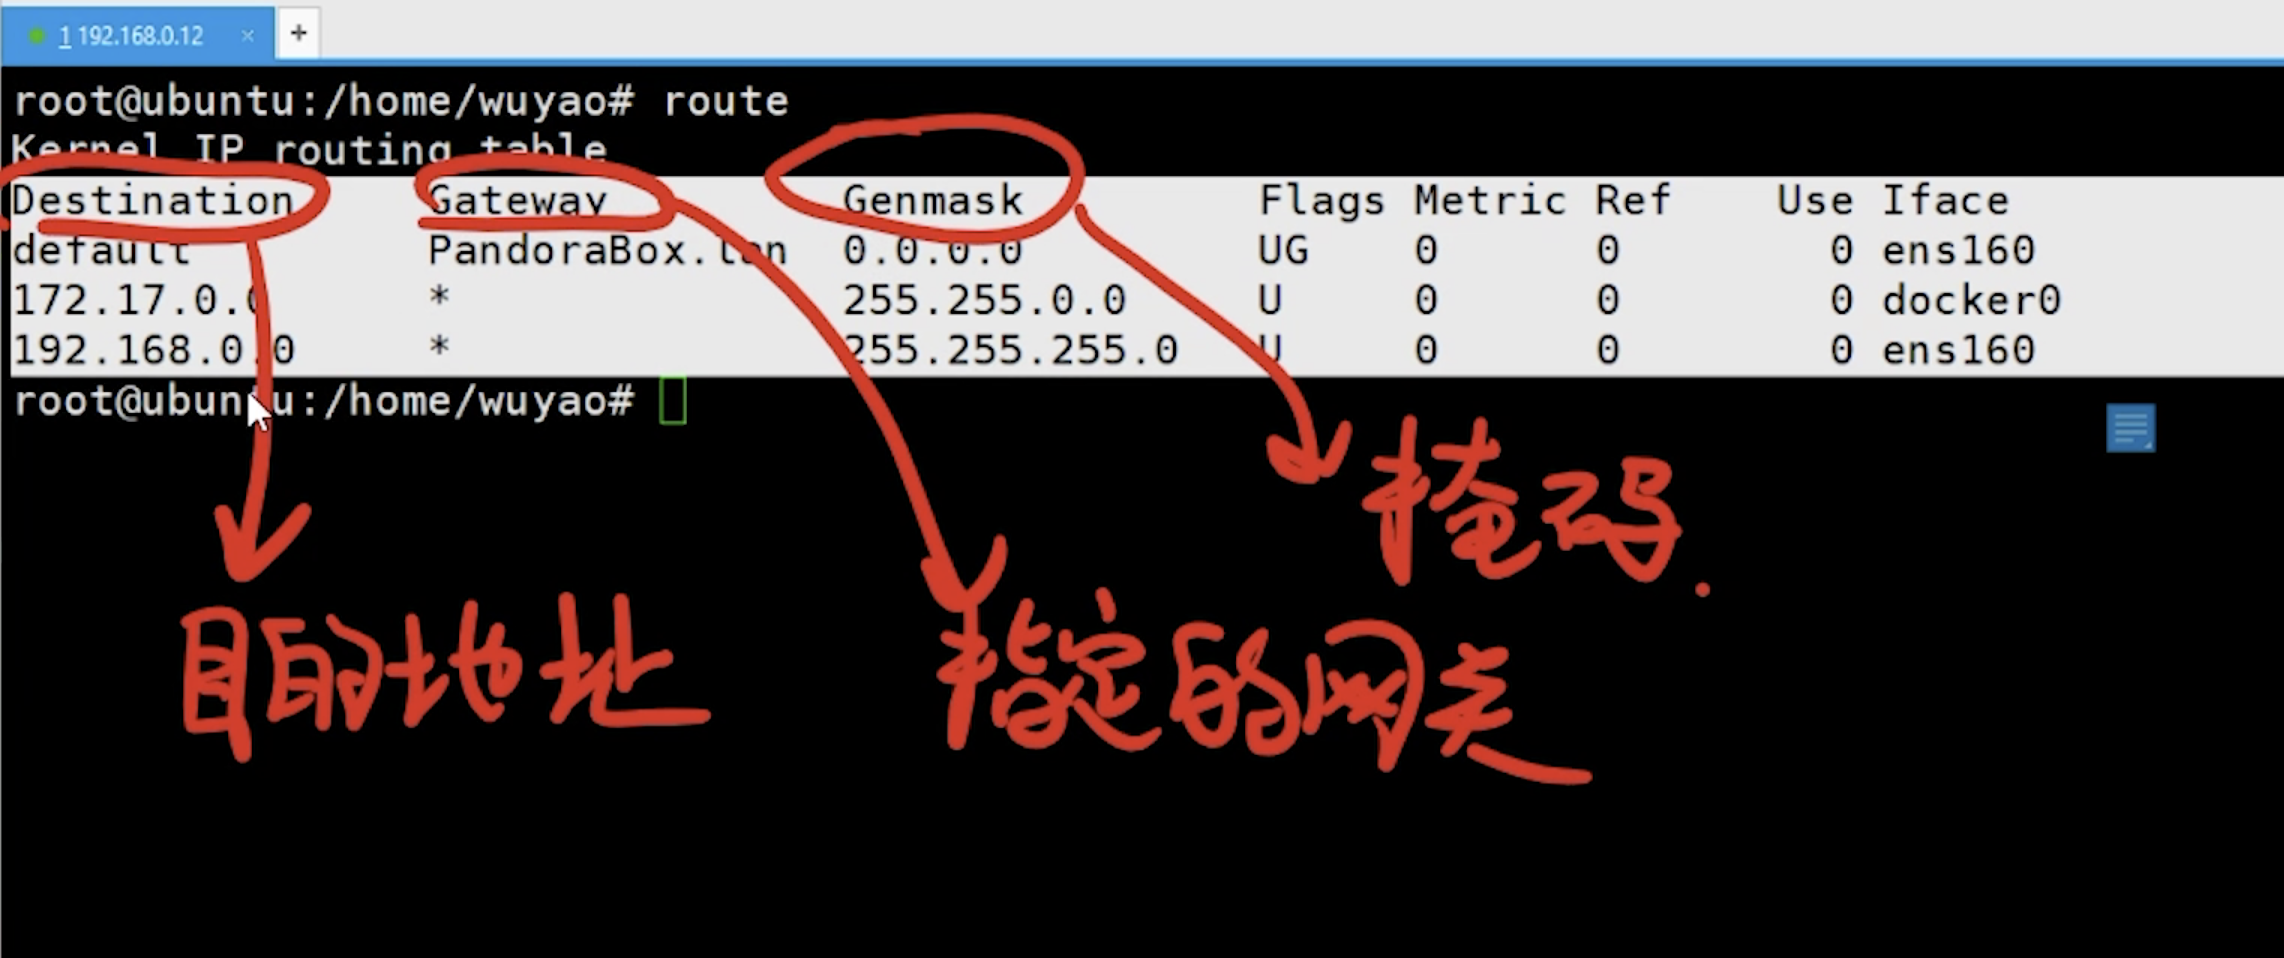 1 192.168.0.12 × +
root@ubuntu:/home/wuyao# route
Kernel IP routing table
Destination Gateway Genmask Flags Metric Ref Use Iface
default PandoraBox.lan 0.0.0.0 UG 0 0 0 ens160
172.17.0.0 * 255.255.0.0 U 0 0 0 docker0
192.168.0.0 * 255.255.255.0 U 0 0 0 ens160
root@ubuntu:/home/wuyao#
掩码.
目的地址
指定的网关